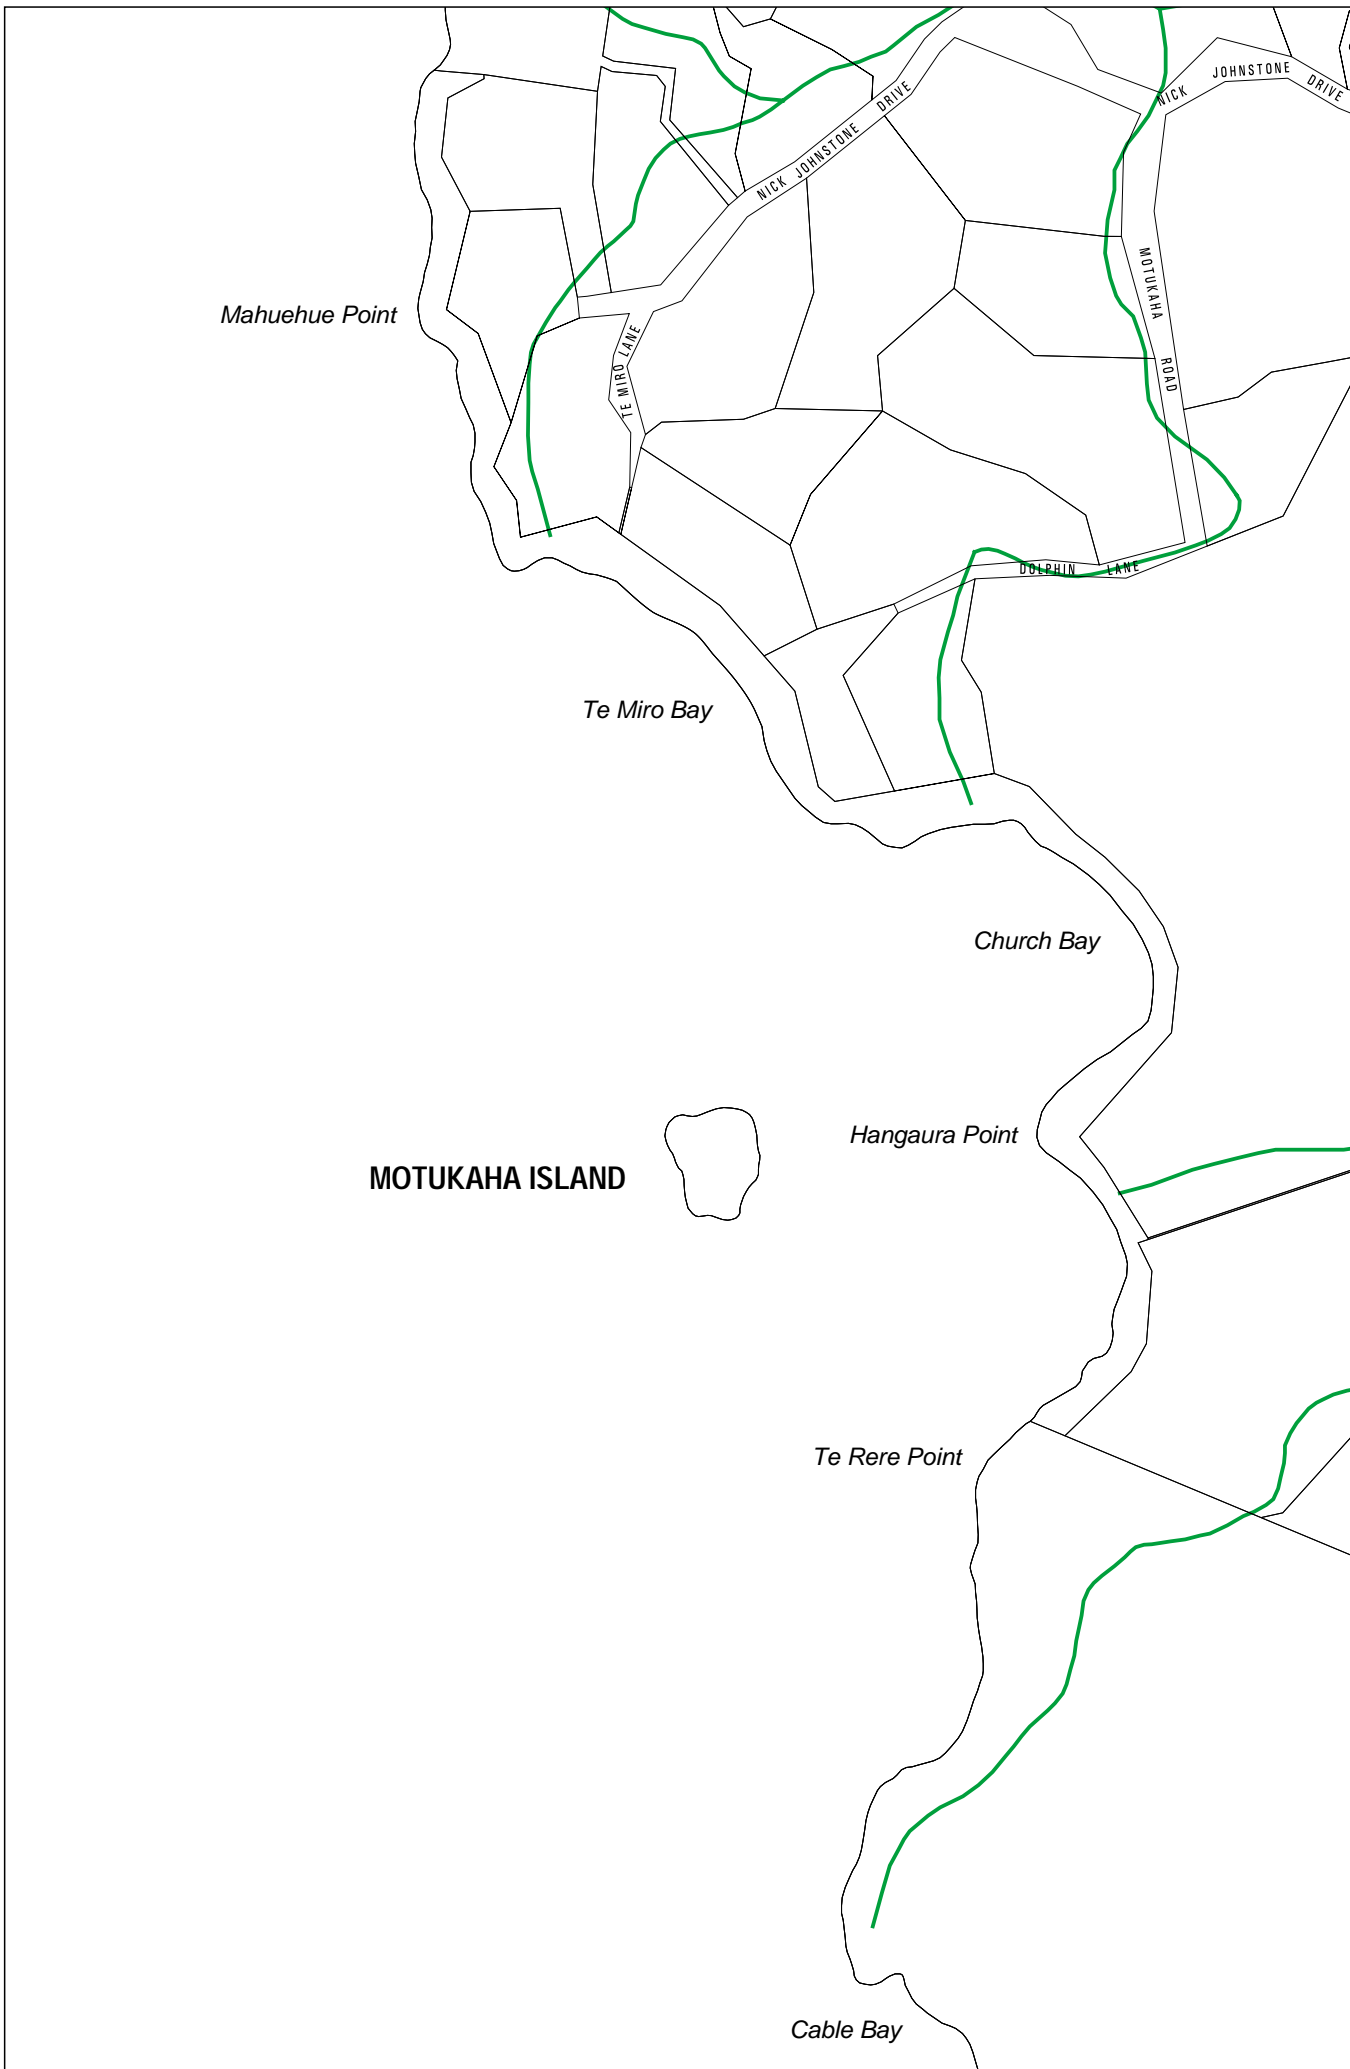 JOHNSTONE DRIVE
NICK
NICK JOHNSTONE DRIVE
MOTUKAHA ROAD
Mahuehue Point
TE MIRO LANE
DOLPHIN LANE
Te Miro Bay
Church Bay
Hangaura Point
MOTUKAHA ISLAND
Te Rere Point
Cable Bay